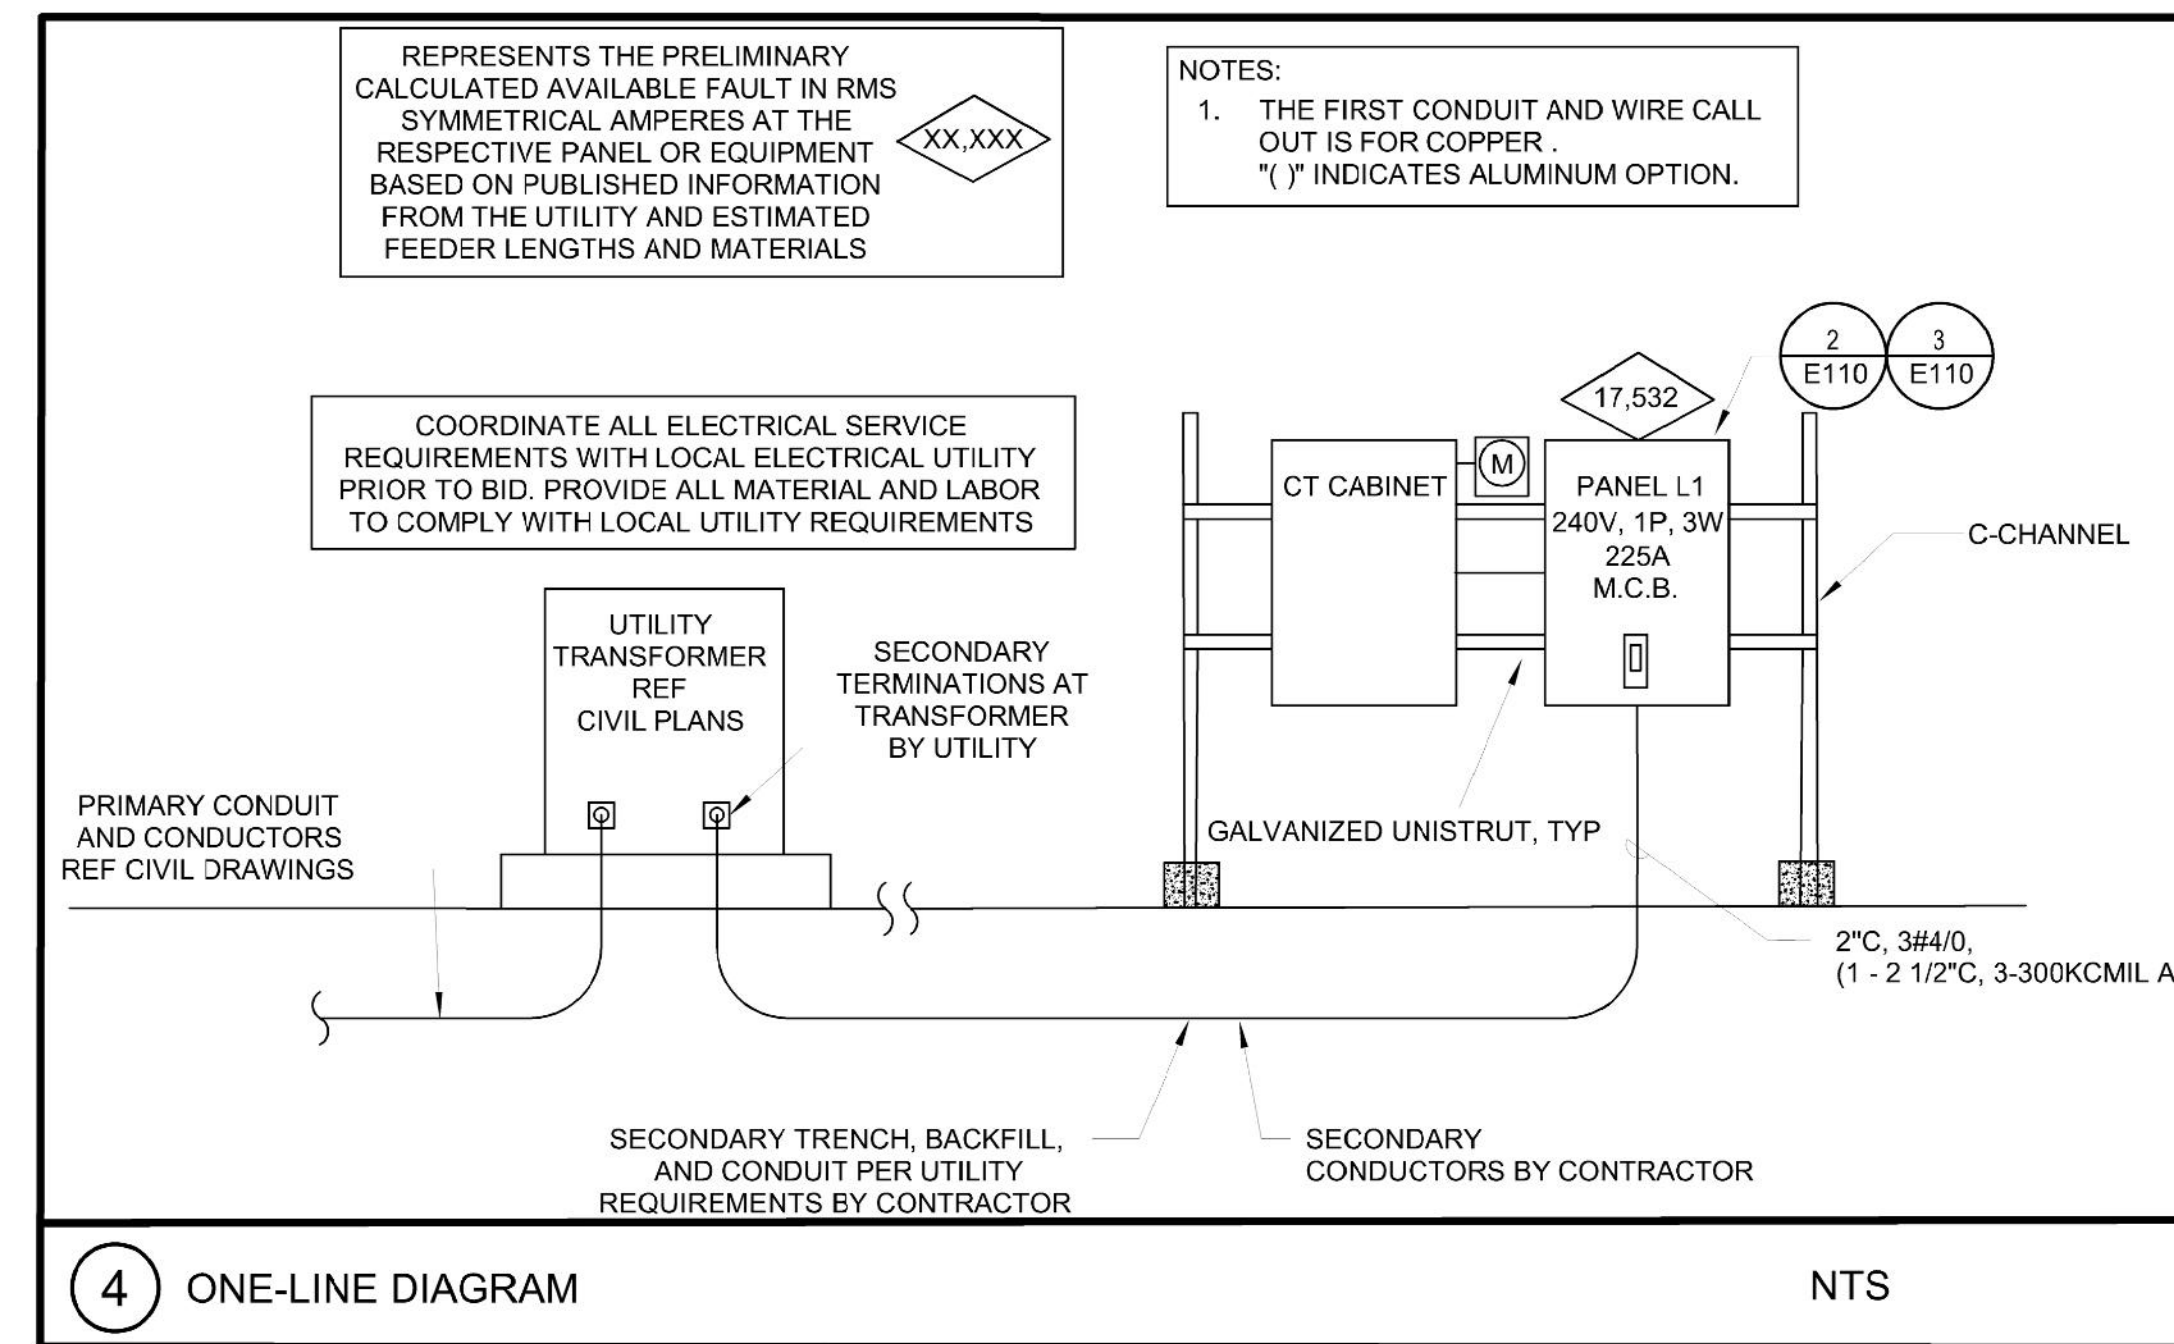 REPRESENTS THE PRELIMINARY
CALCULATED AVAILABLE FAULT IN RMS
SYMMETRICAL AMPERES AT THE
RESPECTIVE PANEL OR EQUIPMENT
BASED ON PUBLISHED INFORMATION
FROM THE UTILITY AND ESTIMATED
FEEDER LENGTHS AND MATERIALS
XX,XXX
NOTES:
1. THE FIRST CONDUIT AND WIRE CALL
OUT IS FOR COPPER .
"( )" INDICATES ALUMINUM OPTION.
COORDINATE ALL ELECTRICAL SERVICE
REQUIREMENTS WITH LOCAL ELECTRICAL UTILITY
PRIOR TO BID. PROVIDE ALL MATERIAL AND LABOR
TO COMPLY WITH LOCAL UTILITY REQUIREMENTS
2
E110
3
E110
17,532
CT CABINET
M
PANEL L1
240V, 1P, 3W
225A
M.C.B.
C-CHANNEL
UTILITY
TRANSFORMER
REF
CIVIL PLANS
SECONDARY
TERMINATIONS AT
TRANSFORMER
BY UTILITY
PRIMARY CONDUIT
AND CONDUCTORS
REF CIVIL DRAWINGS
GALVANIZED UNISTRUT, TYP
2"C, 3#4/0,
(1 - 2 1/2"C, 3-300KCMIL A
SECONDARY TRENCH, BACKFILL,
AND CONDUIT PER UTILITY
REQUIREMENTS BY CONTRACTOR
SECONDARY
CONDUCTORS BY CONTRACTOR
4 ONE-LINE DIAGRAM
NTS